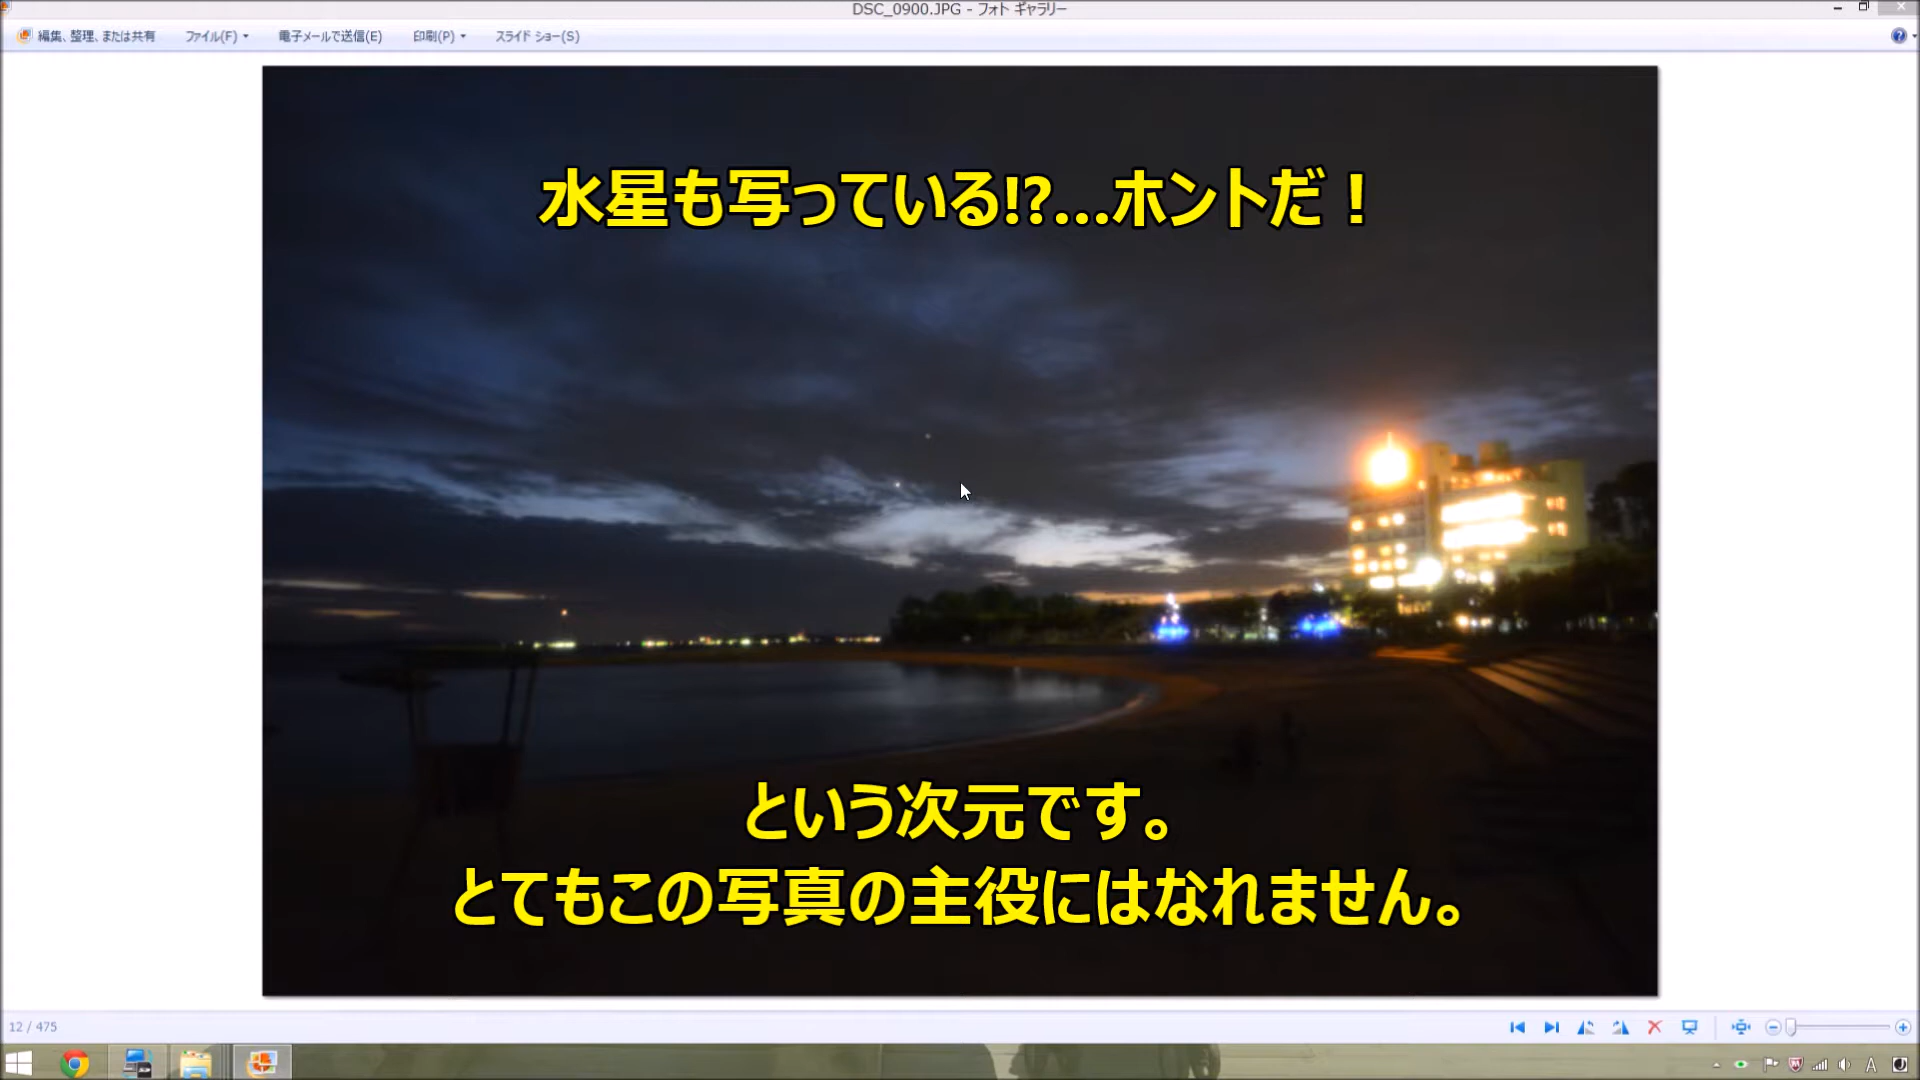 DSC_0900.JPG - フォト ギャラリー
編集、整理、または共有 ファイル(F) 電子メールで送信(E) 印刷(P) スライド ショー(S)
水星も写っている!?…ホントだ！
という次元です。
とてもこの写真の主役にはなれません。
12 / 475
A